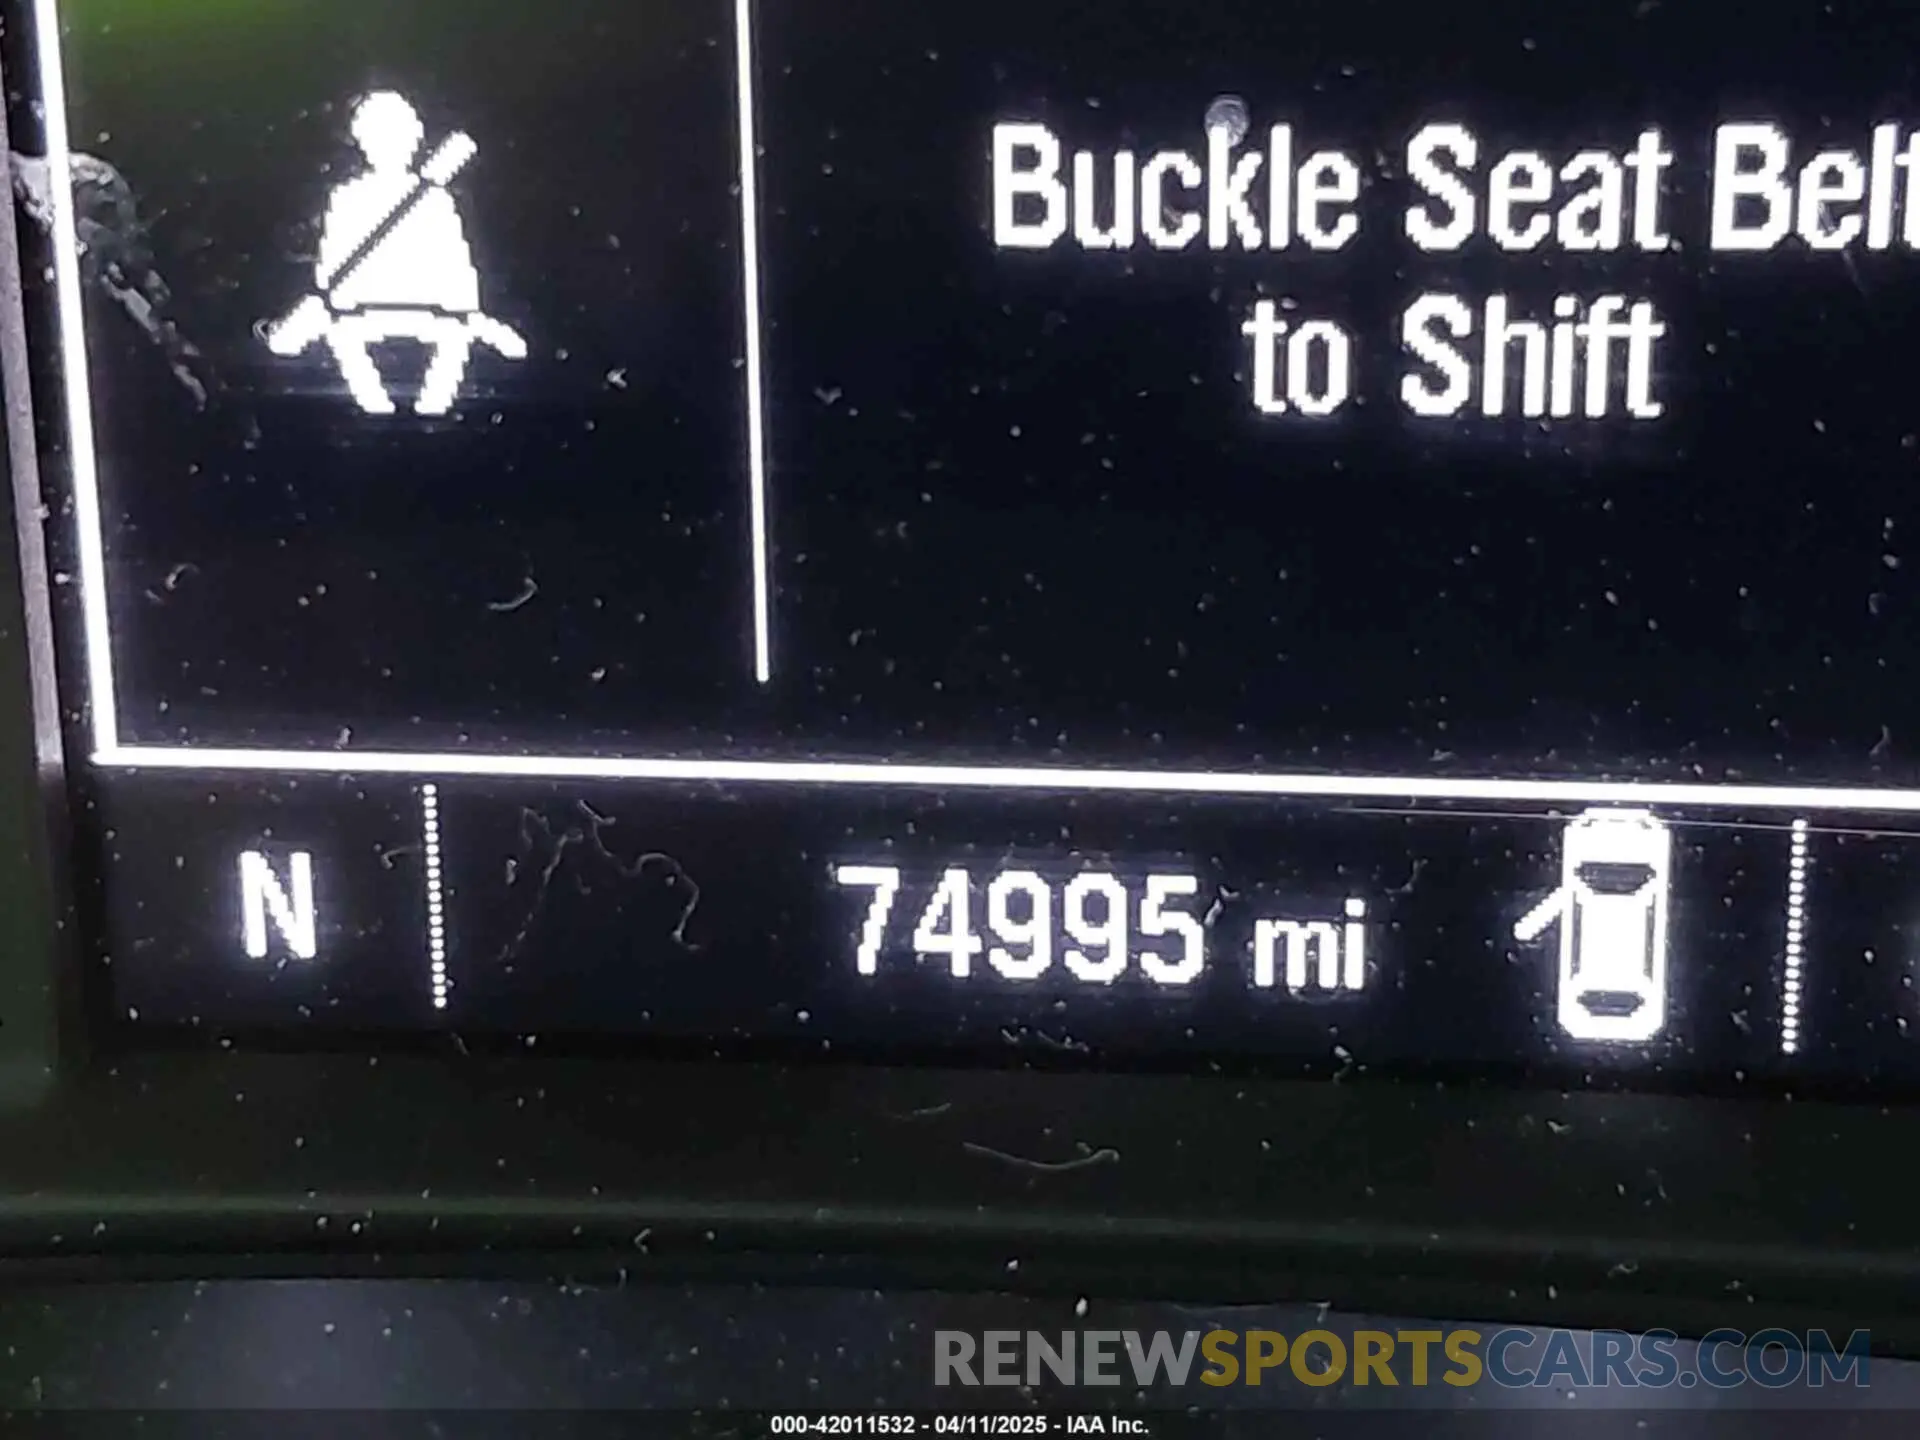 Buckle Seat Belt
to Shift
N
74995 mi
RENEWSPORTSCARS.COM
000-42011532 - 04/11/2025 - IAA Inc.